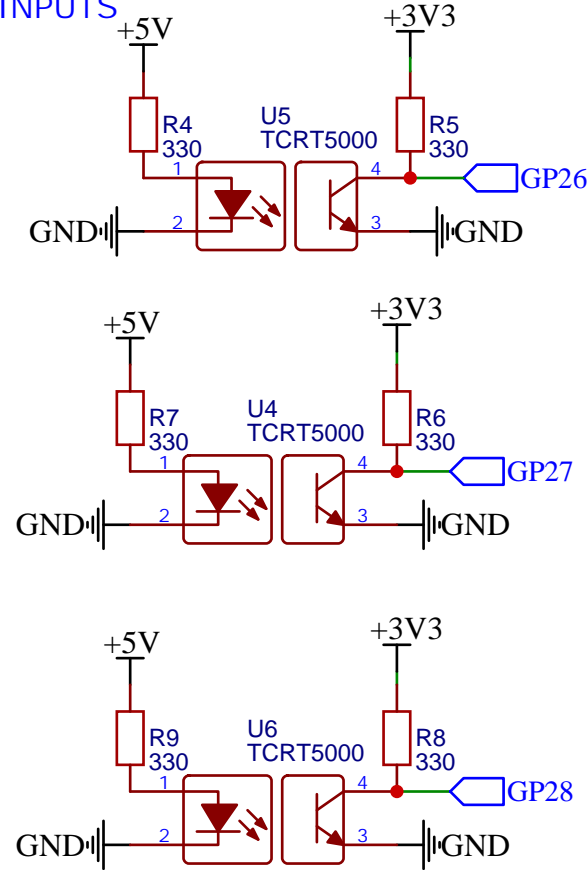 INPUTS
+5V
+3V3
R4
330
U5
TCRT5000
R5
330
1
4
GP26
2
3
GND
GND
+5V
+3V3
R7
330
U4
TCRT5000
R6
330
1
4
GP27
2
3
GND
GND
+5V
+3V3
R9
330
U6
TCRT5000
R8
330
1
4
GP28
2
3
GND
GND